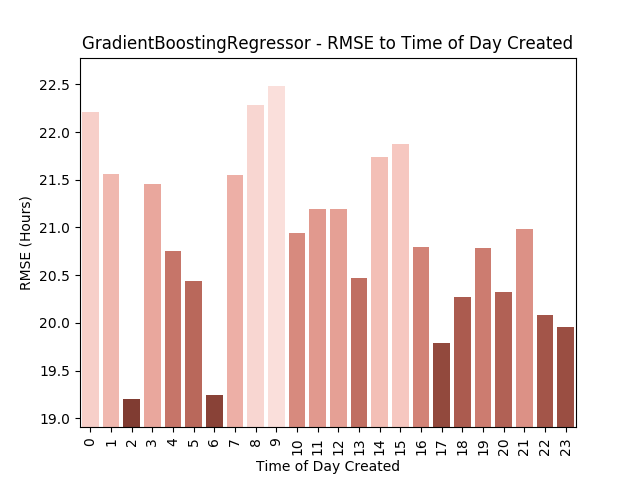 GradientBoostingRegressor - RMSE to Time of Day Created
22.5
22.0
21.5
21.0
20.5
20.0
19.5
19.0
RMSE (Hours)
0 1 2 3 4 5 6 7 8 9 10 11 12 13 14 15 16 17 18 19 20 21 22 23
Time of Day Created